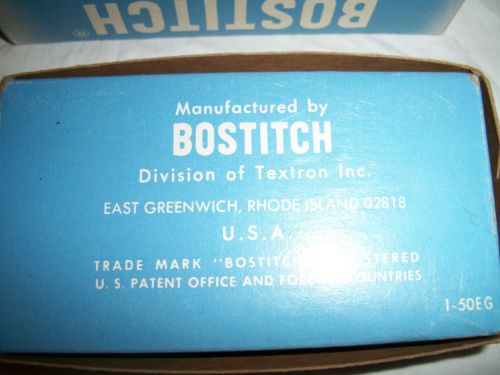 BOSTITCH®
Manufactured by
BOSTITCH
Division of Textron Inc.
EAST GREENWICH, RHODE ISLAND 02818
U.S.A.
TRADE MARK "BOSTITCH" REGISTERED
U. S. PATENT OFFICE AND FOREIGN COUNTRIES
1-50EG